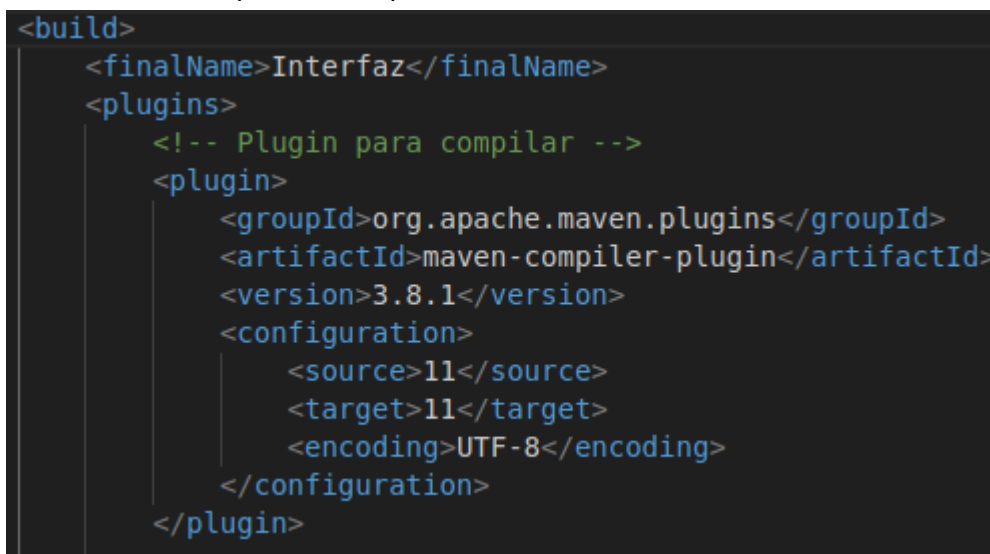 <build>
<finalName>Interfaz</finalName>
<plugins>
<!-- Plugin para compilar -->
<plugin>
<groupId>org.apache.maven.plugins</groupId>
<artifactId>maven-compiler-plugin</artifactId>
<version>3.8.1</version>
<configuration>
<source>11</source>
<target>11</target>
<encoding>UTF-8</encoding>
</configuration>
</plugin>